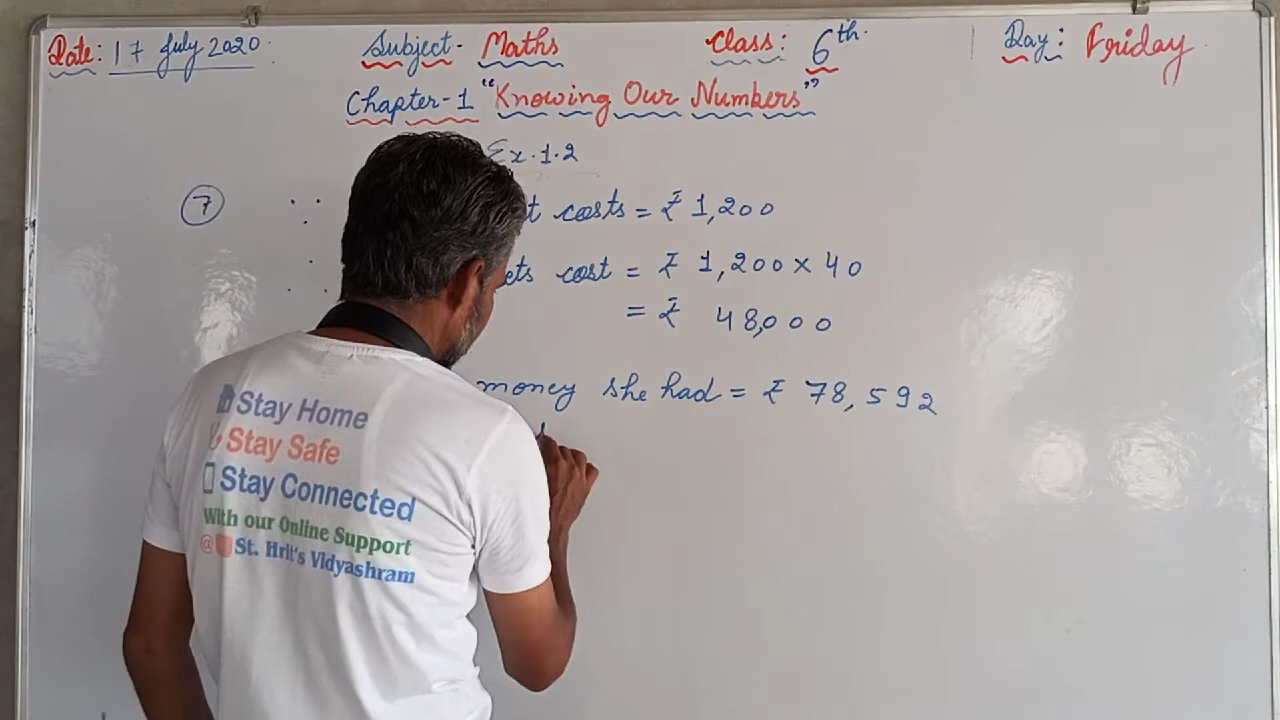 Date: 17 July 2020 Subject- Maths Class: 6th. Day: Friday
Chapter-1 "Knowing Our Numbers"
Ex.1.2
7 costs = ₹ 1,200
cost = ₹ 1,200 × 40
= ₹ 48,000
money she had = ₹ 78,592
Stay Home
Stay Safe
Stay Connected
With our Online Support
@ St. Hrit's Vidyashram